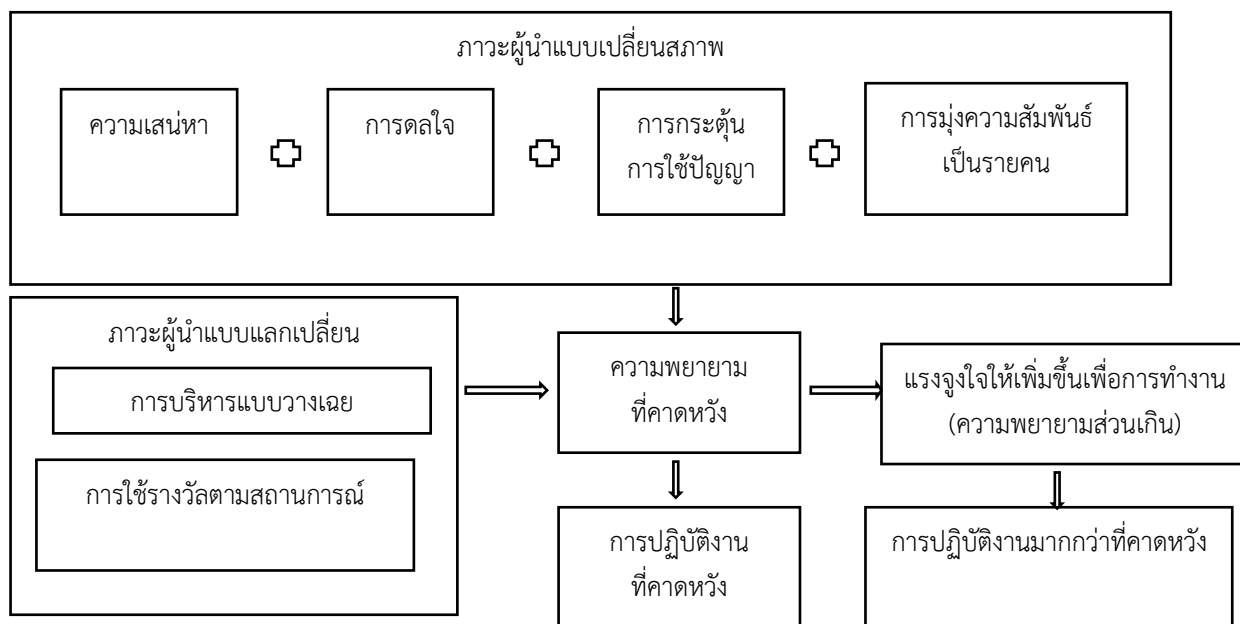 ภาวะผู้นำแบบเปลี่ยนสภาพ
ความเสน่หา
การดลใจ
การกระตุ้น
การใช้ปัญญา
การมุ่งความสัมพันธ์
เป็นรายคน
ภาวะผู้นำแบบแลกเปลี่ยน
การบริหารแบบวางเฉย
การใช้รางวัลตามสถานการณ์
ความพยายาม
ที่คาดหวัง
แรงจูงใจให้เพิ่มขึ้นเพื่อการทำงาน
(ความพยายามส่วนเกิน)
การปฏิบัติงาน
ที่คาดหวัง
การปฏิบัติงานมากกว่าที่คาดหวัง